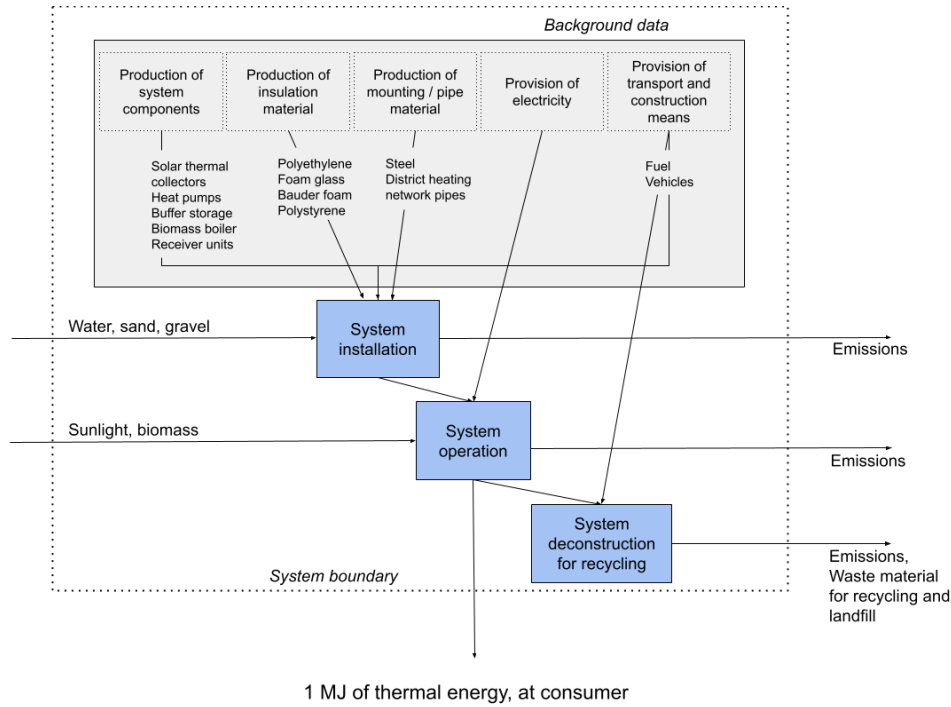 Background data
Production of
system
components
Production of
insulation
material
Production of
mounting / pipe
material
Provision of
electricity
Provision of
transport and
construction
means
Solar thermal
collectors
Heat pumps
Buffer storage
Biomass boiler
Receiver units
Polyethylene
Foam glass
Bauder foam
Polystyrene
Steel
District heating
network pipes
Fuel
Vehicles
Water, sand, gravel
System
installation
Emissions
Sunlight, biomass
System
operation
Emissions
System
deconstruction
for recycling
Emissions,
Waste material
for recycling and
landfill
System boundary
1 MJ of thermal energy, at consumer